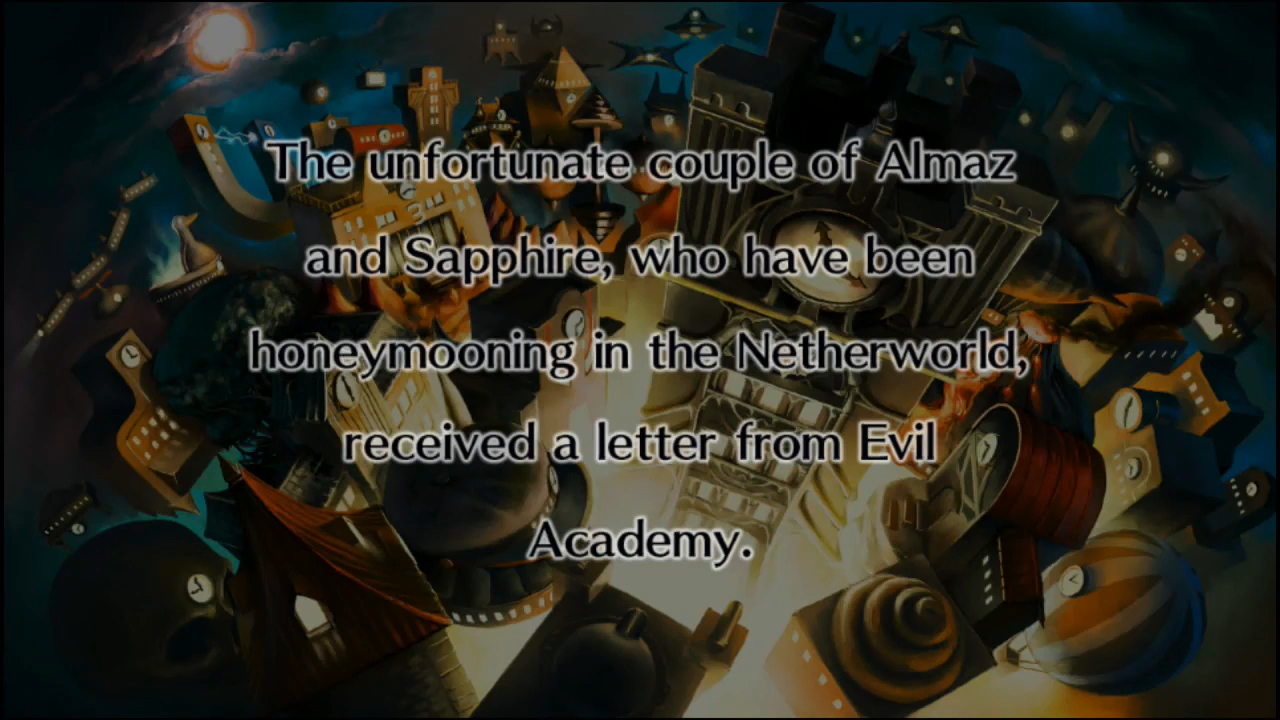 The unfortunate couple of Almaz
and Sapphire, who have been
honeymooning in the Netherworld,
received a letter from Evil
Academy.